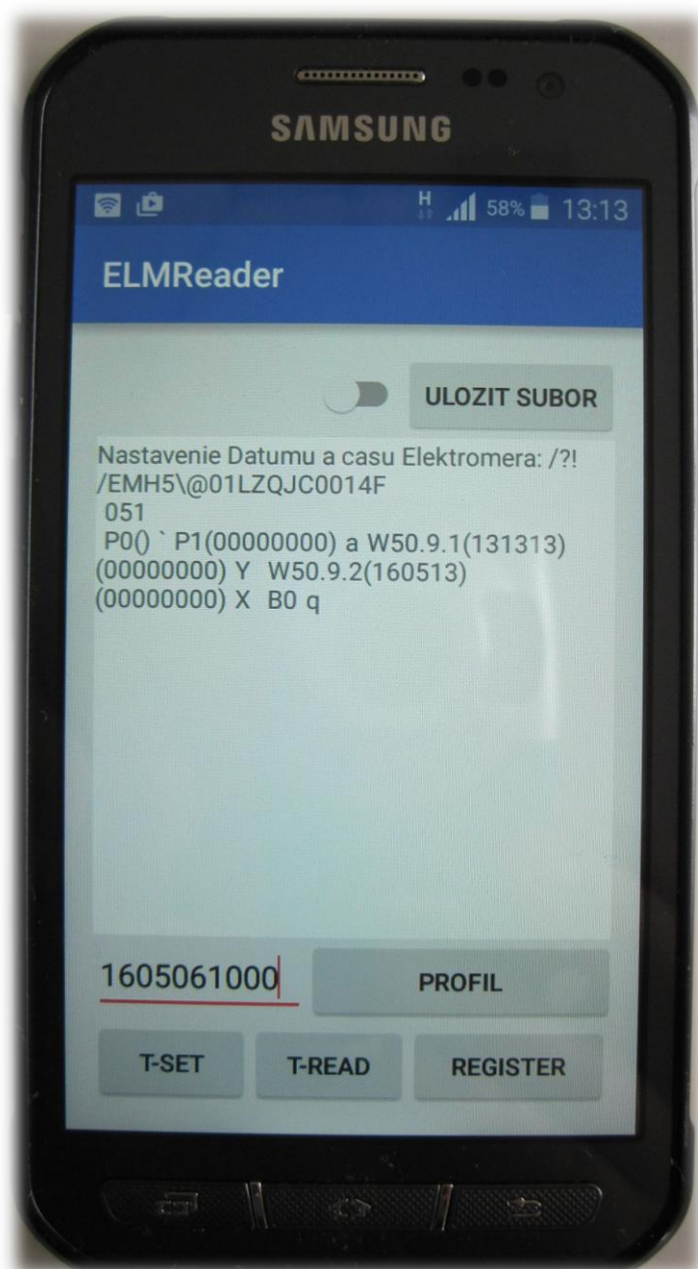 SAMSUNG
H 58% 13:13
ELMReader
ULOZIT SUBOR
Nastavenie Datumu a casu Elektromera: /?!
/EMH5\@01LZQJC0014F
051
P0() ` P1(00000000) a W50.9.1(131313)
(00000000) Y W50.9.2(160513)
(00000000) X B0 q
1605061000 PROFIL
T-SET T-READ REGISTER